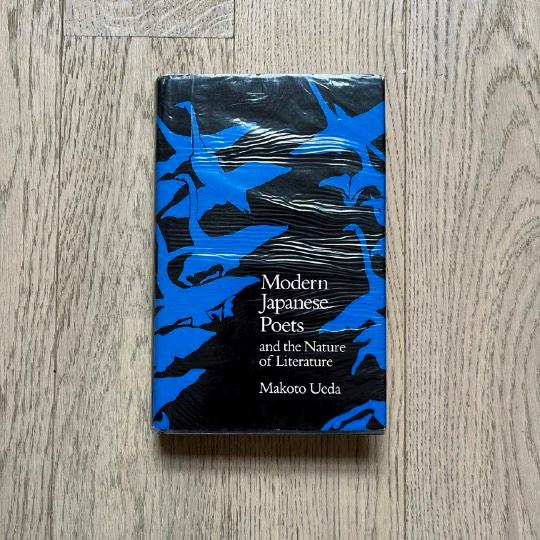 Modern
Japanese
Poets
and the Nature
of Literature
Makoto Ueda